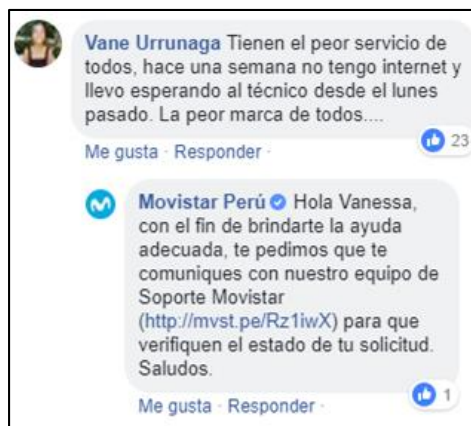 Vane Urrunaga Tienen el peor servicio de
todos, hace una semana no tengo internet y
llevo esperando al técnico desde el lunes
pasado. La peor marca de todos....
23
Me gusta · Responder ·
Movistar Perú Hola Vanessa,
con el fin de brindarte la ayuda
adecuada, te pedimos que te
comuniques con nuestro equipo de
Soporte Movistar
(http://mvst.pe/Rz1iwX) para que
verifiquen el estado de tu solicitud.
Saludos.
1
Me gusta · Responder ·